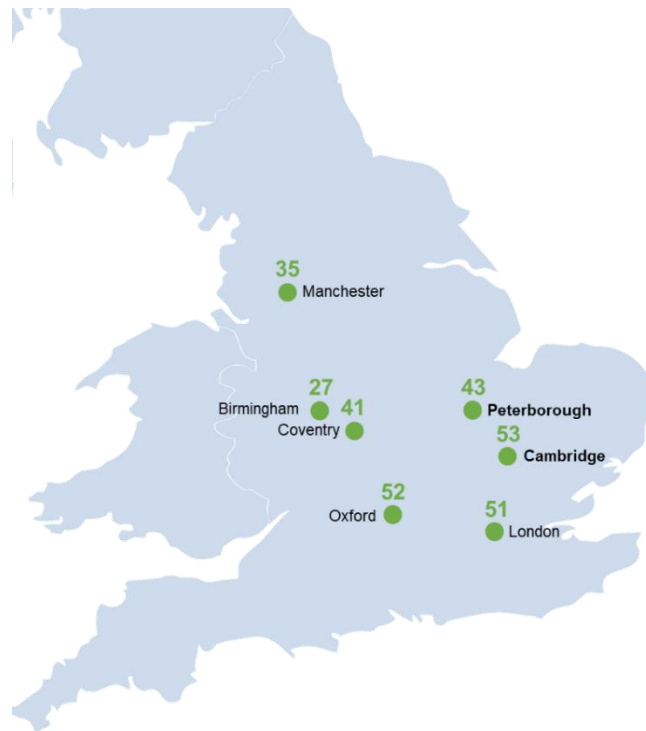 35
Manchester
27
Birmingham
41
Coventry
43
Peterborough
53
Cambridge
52
Oxford
51
London